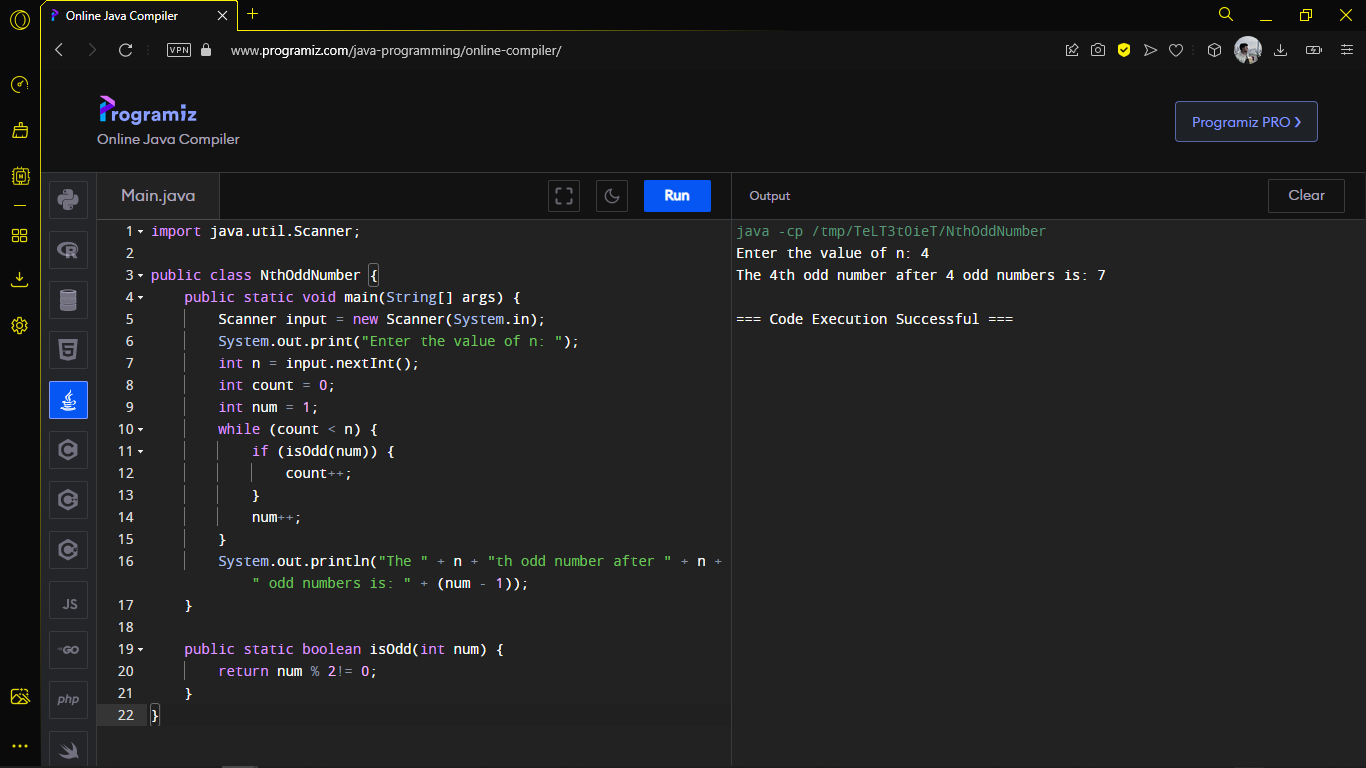 Online Java Compiler
VPN
www.programiz.com/java-programming/online-compiler/
Programiz
Online Java Compiler
Programiz PRO ❯
Main.java
Run
Output
Clear
1 import java.util.Scanner;
2
3 public class NthOddNumber {
4     public static void main(String[] args) {
5         Scanner input = new Scanner(System.in);
6         System.out.print("Enter the value of n: ");
7         int n = input.nextInt();
8         int count = 0;
9         int num = 1;
10         while (count < n) {
11             if (isOdd(num)) {
12                 count++;
13             }
14             num++;
15         }
16         System.out.println("The " + n + "th odd number after " + n +
            " odd numbers is: " + (num - 1));
17     }
18
19     public static boolean isOdd(int num) {
20         return num % 2!= 0;
21     }
22 }
java -cp /tmp/TeLT3tOieT/NthOddNumber
Enter the value of n: 4
The 4th odd number after 4 odd numbers is: 7
=== Code Execution Successful ===
JS
GO
php